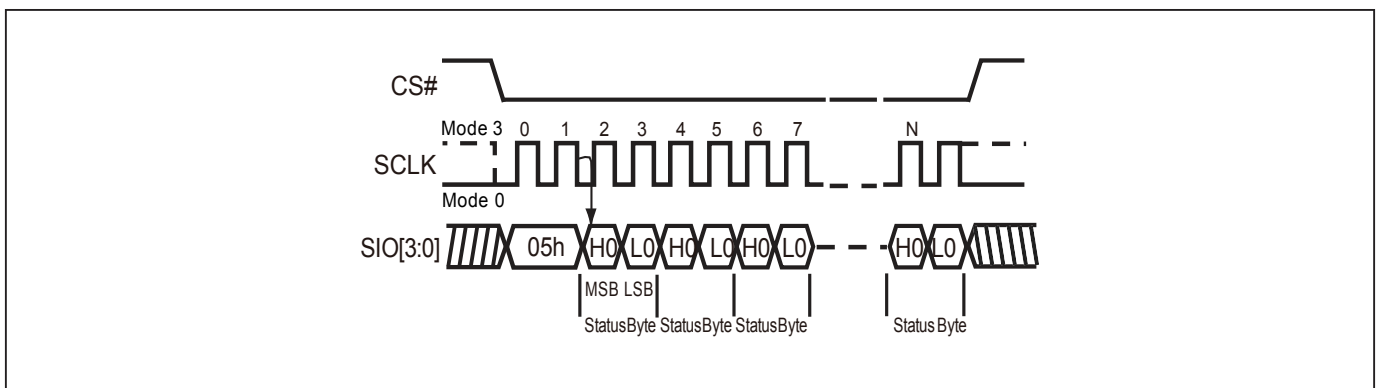 CS#
Mode 3 0 1 2 3 4 5 6 7 N
SCLK
Mode 0
SIO[3:0] 05h H0 L0 H0 L0 H0 L0 H0 L0
MSB LSB
StatusByte StatusByte StatusByte Status Byte